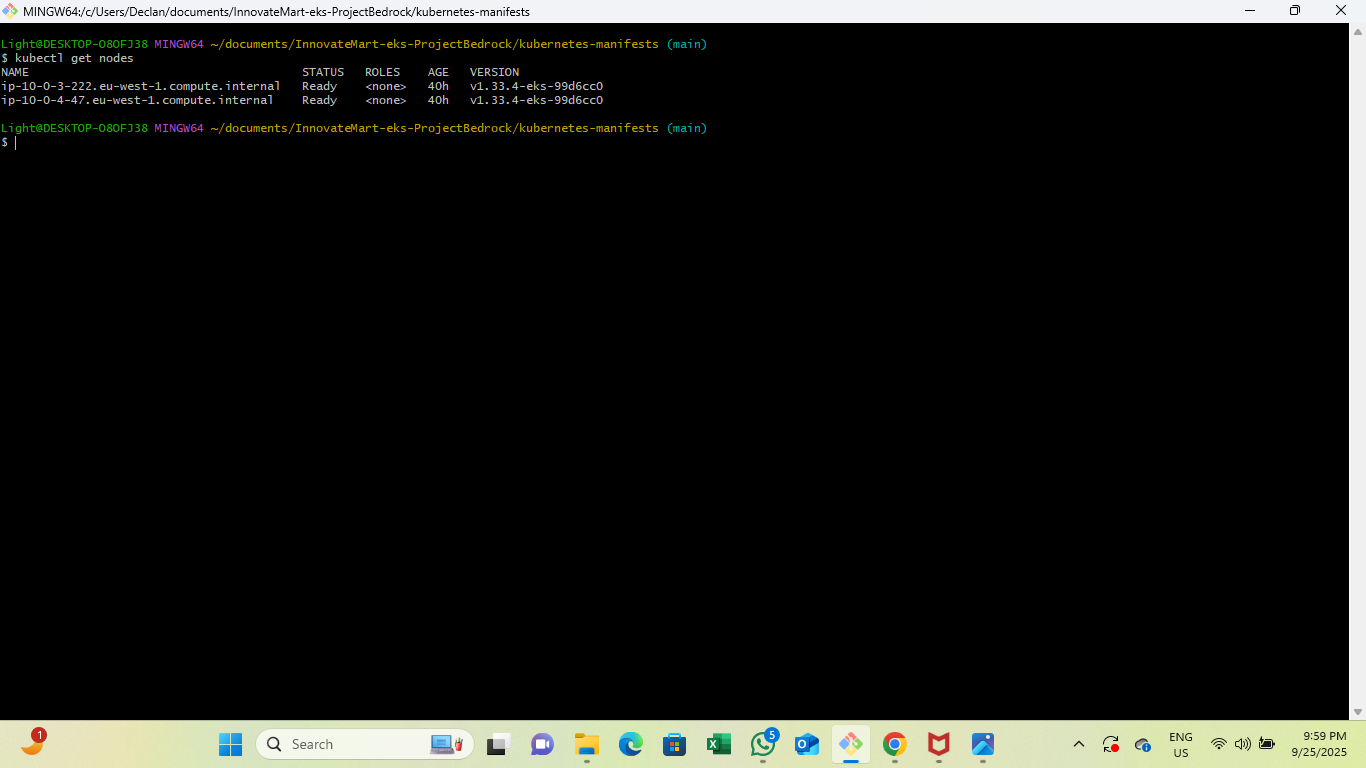 MINGW64:/c/Users/Declan/documents/InnovateMart-eks-ProjectBedrock/kubernetes-manifests
Light@DESKTOP-O8OFJ38 MINGW64 ~/documents/InnovateMart-eks-ProjectBedrock/kubernetes-manifests (main)
$ kubectl get nodes
NAME STATUS ROLES AGE VERSION
ip-10-0-3-222.eu-west-1.compute.internal Ready <none> 40h v1.33.4-eks-99d6cc0
ip-10-0-4-47.eu-west-1.compute.internal Ready <none> 40h v1.33.4-eks-99d6cc0
Light@DESKTOP-O8OFJ38 MINGW64 ~/documents/InnovateMart-eks-ProjectBedrock/kubernetes-manifests (main)
$
1
Search
5
ENG
US
9:59 PM
9/25/2025